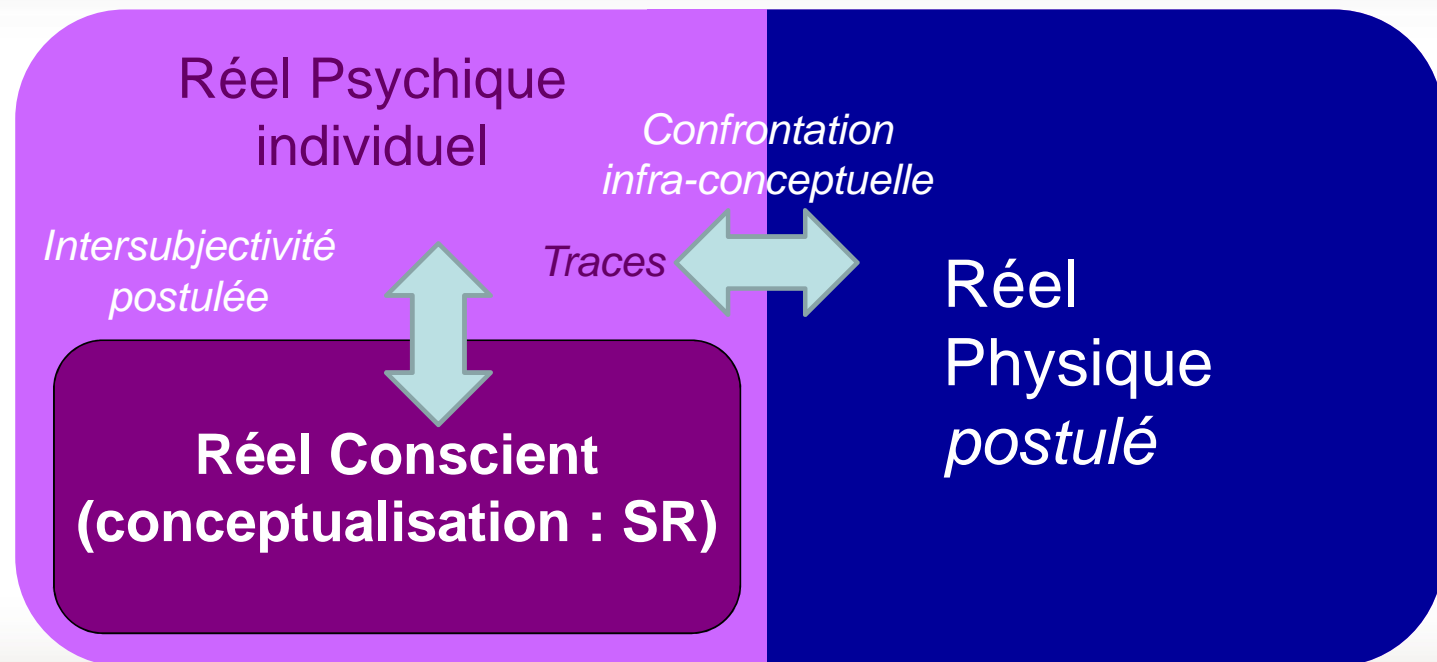 Réel Psychique
individuel
Confrontation
infra-conceptuelle
Intersubjectivité
postulée
Traces
Réel
Physique
postulé
Réel Conscient
(conceptualisation : SR)